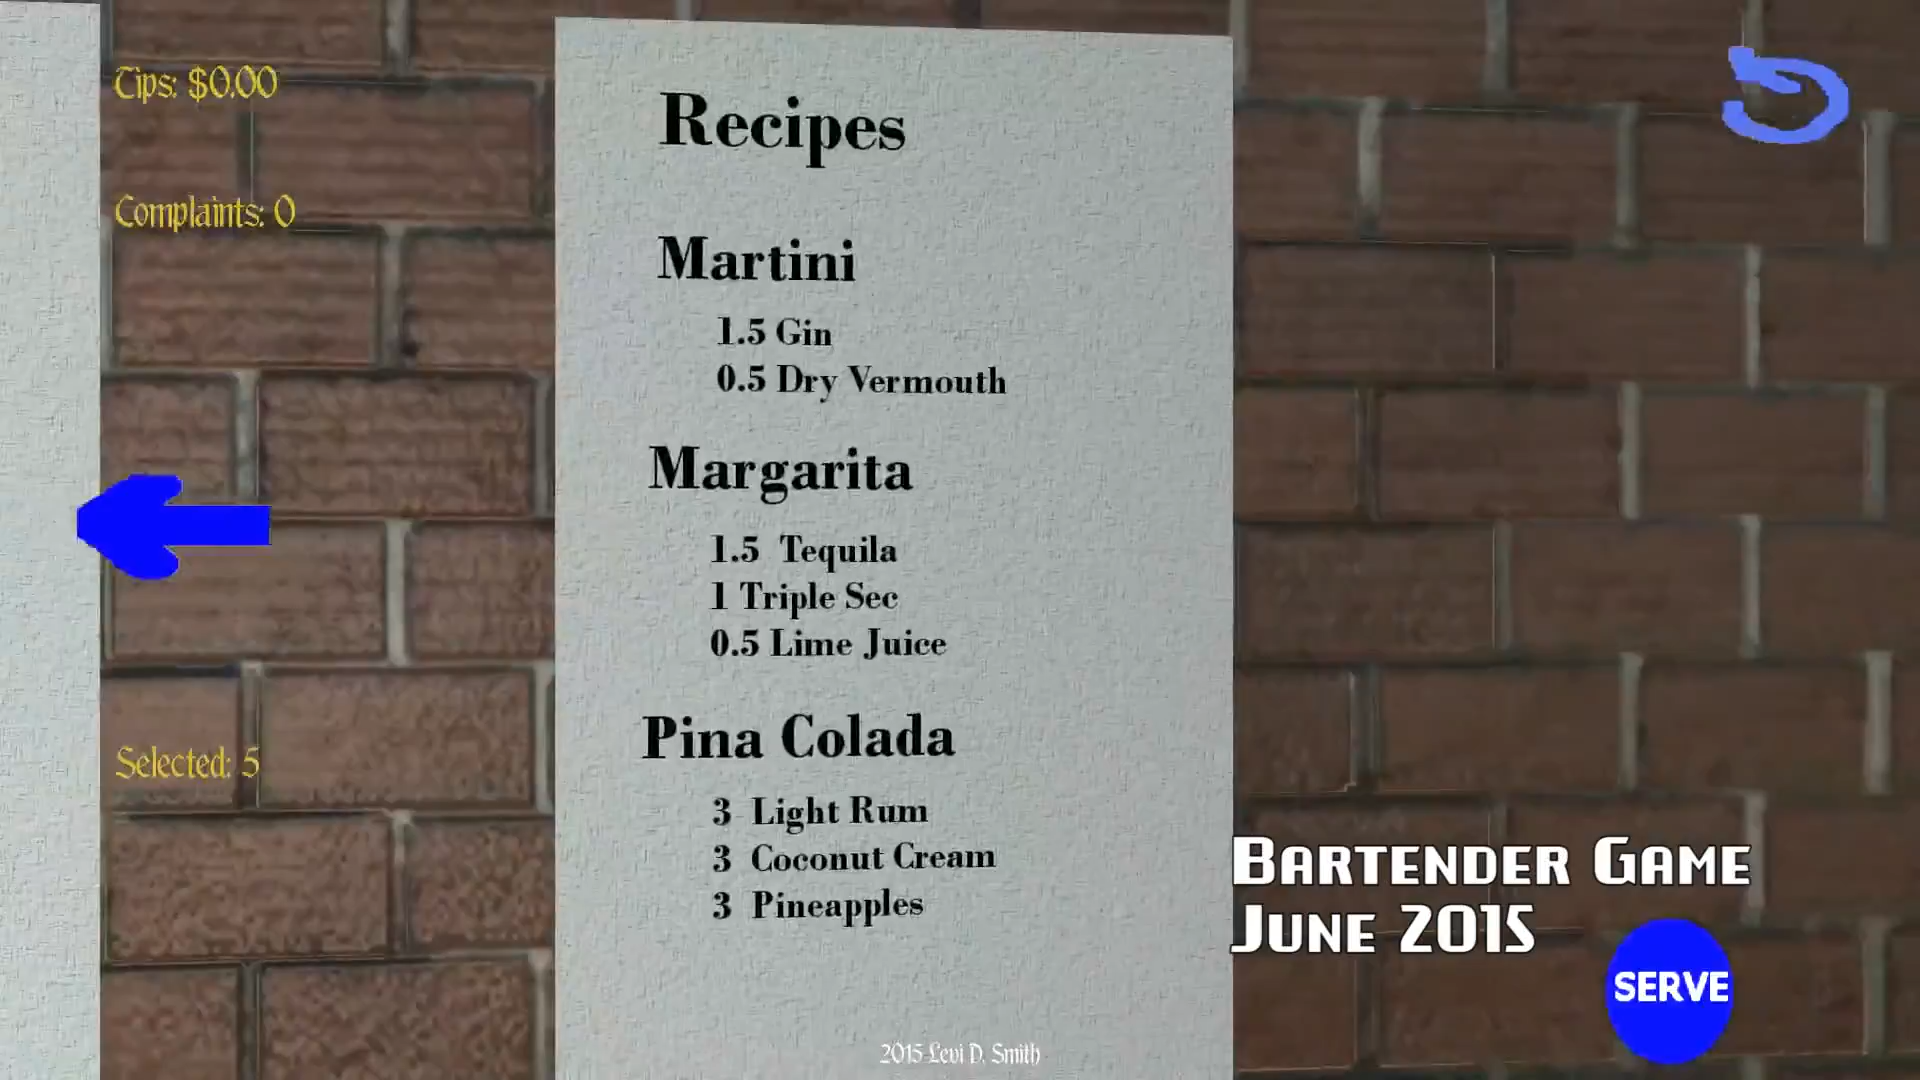 Tips: $0.00
Complaints: 0
Selected: 5
Recipes
Martini
1.5 Gin
0.5 Dry Vermouth
Margarita
1.5 Tequila
1 Triple Sec
0.5 Lime Juice
Pina Colada
3 Light Rum
3 Coconut Cream
3 Pineapples
2015 Levi D. Smith
BARTENDER GAME
JUNE 2015
SERVE